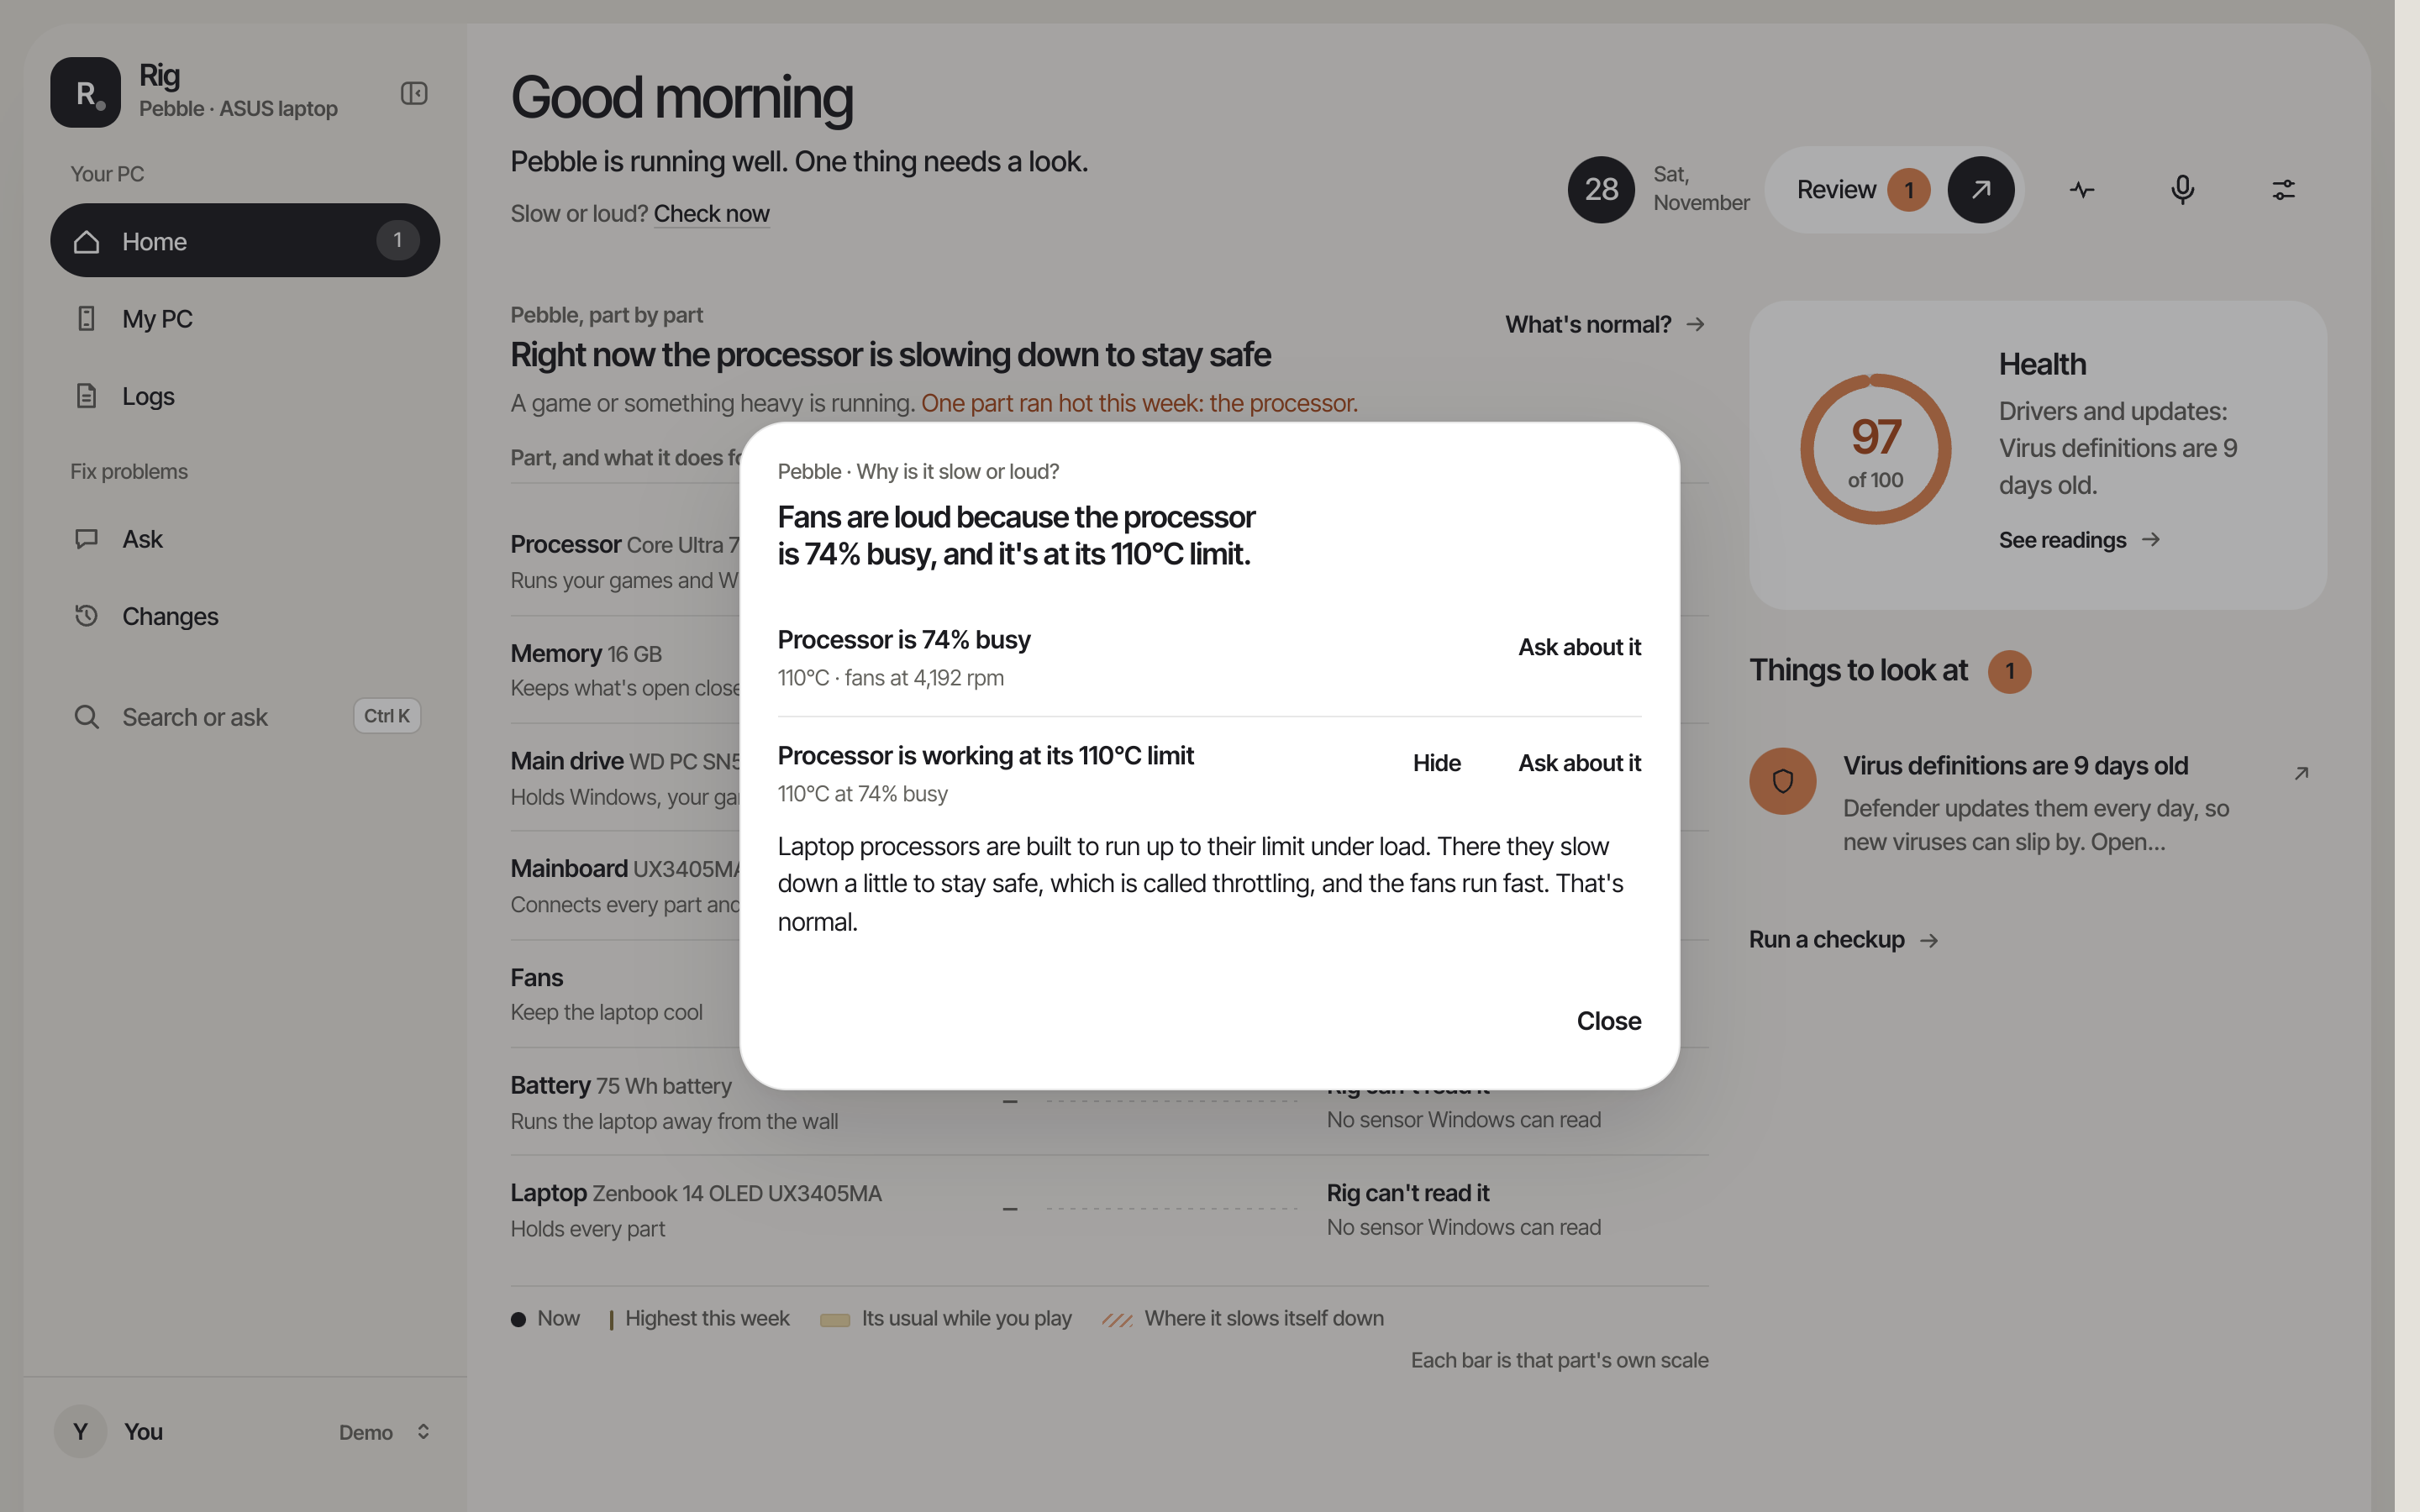 R.
Rig
Pebble · ASUS laptop
Your PC
Home 1
My PC
Logs
Fix problems
Ask
Changes
Search or ask Ctrl K
Y You Demo
Good morning
Pebble is running well. One thing needs a look.
Slow or loud? Check now
28 Sat,
November
Review 1
Pebble, part by part
What's normal?
Right now the processor is slowing down to stay safe
A game or something heavy is running. One part ran hot this week: the processor.
Part, and what it does
Processor Core Ultra 7
Runs your games and
Memory 16 GB
Keeps what's open
Main drive WD PC
Holds Windows, your
Mainboard
Connects every part
Fans
Keep the laptop cool
Battery 75 Wh battery
Runs the laptop away from the wall
Rig can't read it
No sensor Windows can read
Laptop Zenbook 14 OLED UX3405MA
Holds every part
Rig can't read it
No sensor Windows can read
Now
Highest this week
Its usual while you play
Where it slows itself down
Each bar is that part's own scale
Pebble · Why is it slow or loud?
Fans are loud because the processor
is 74% busy, and it's at its 110°C limit.
Processor is 74% busy
Ask about it
110°C · fans at 4,192 rpm
Processor is working at its 110°C limit
Hide
Ask about it
110°C at 74% busy
Laptop processors are built to run up to their limit under load. There they slow
down a little to stay safe, which is called throttling, and the fans run fast. That's
normal.
Close
97
of 100
Health
Drivers and updates:
Virus definitions are 9
days old.
See readings
Things to look at 1
Virus definitions are 9 days old
Defender updates them every day, so
new viruses can slip by. Open...
Run a checkup